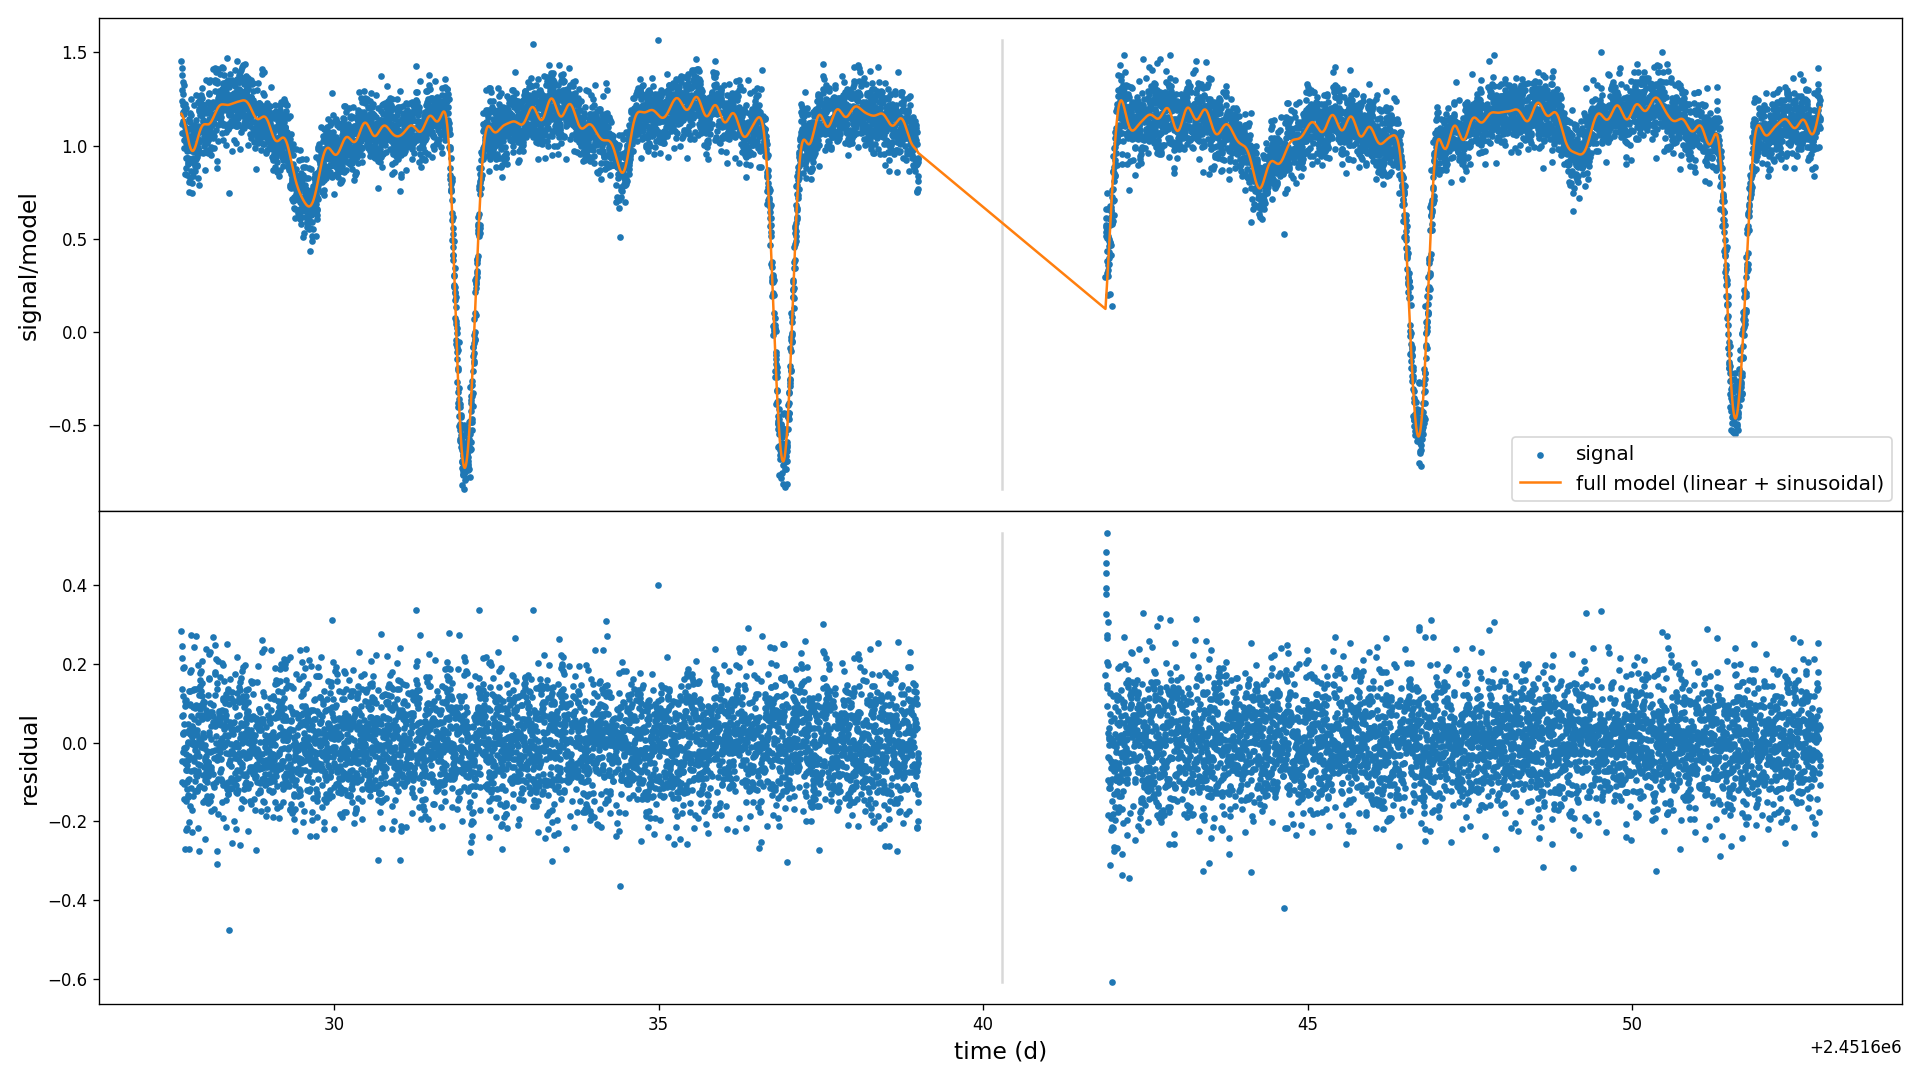 signal/model
1.5
1.0
0.5
0.0
−0.5
signal
full model (linear + sinusoidal)
residual
0.4
0.2
0.0
−0.2
−0.4
−0.6
30
35
40
45
50
time (d)
+2.4516e6